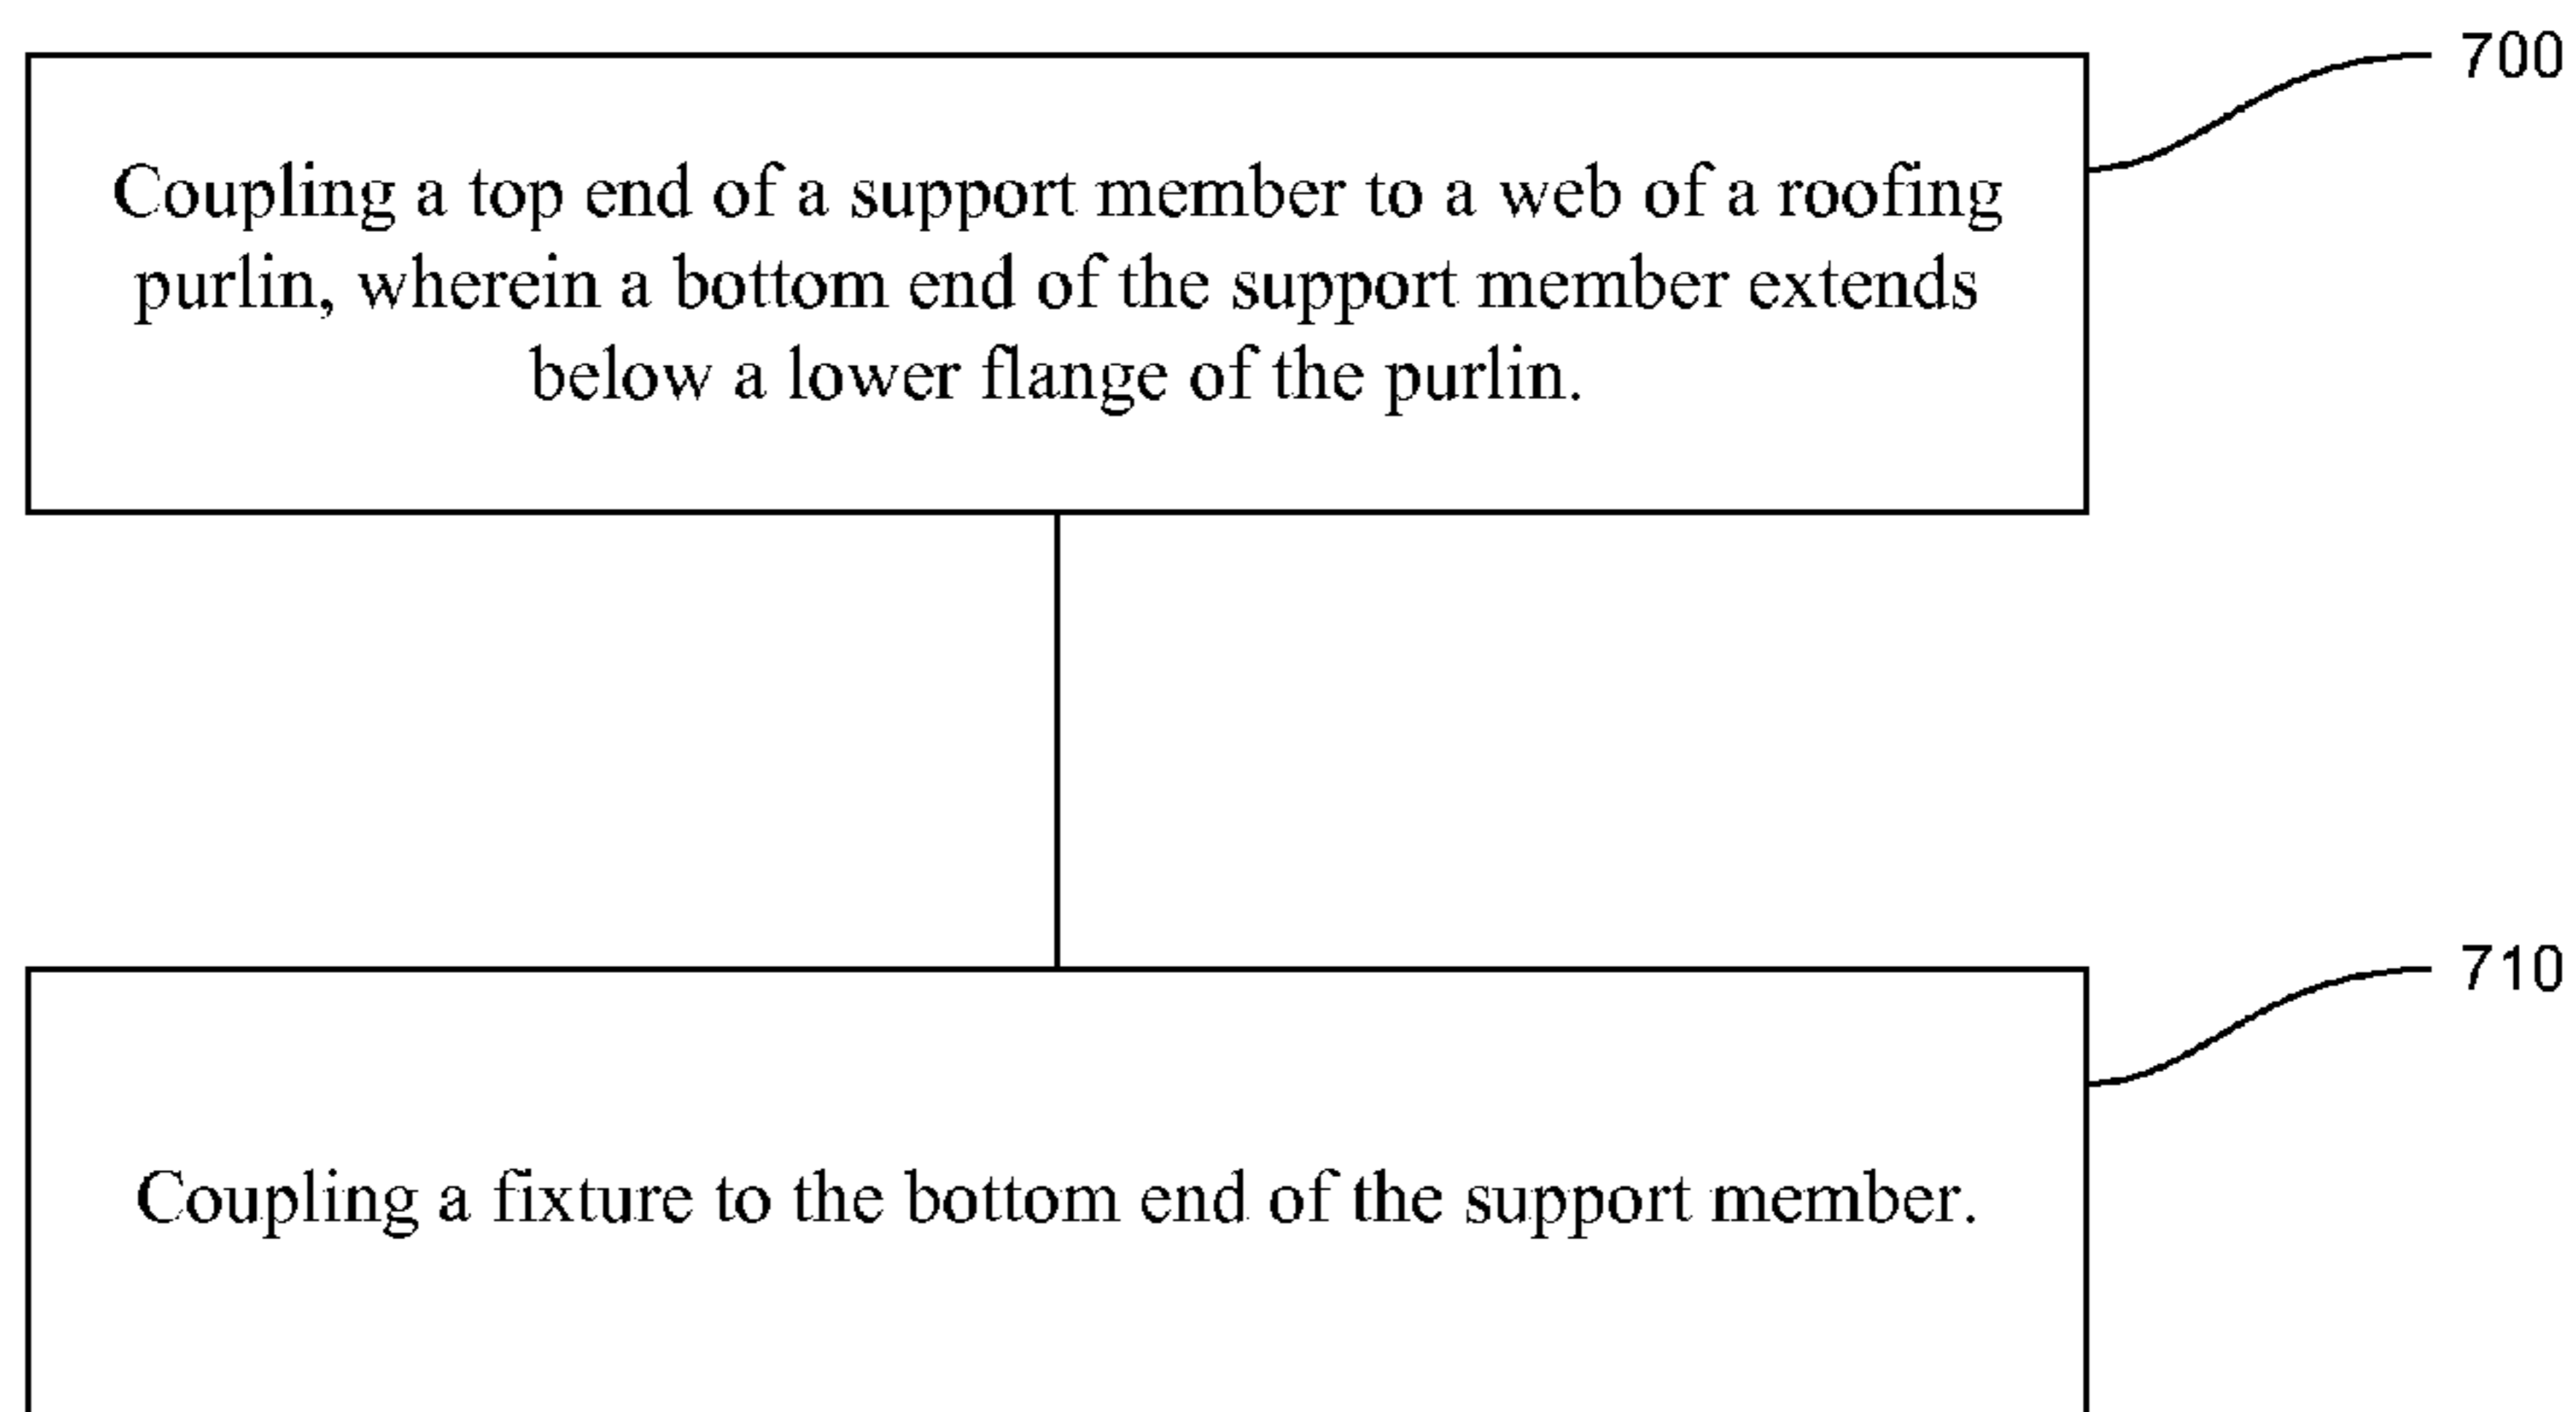 700
Coupling a top end of a support member to a web of a roofing
purlin, wherein a bottom end of the support member extends
below a lower flange of the purlin.
710
Coupling a fixture to the bottom end of the support member.